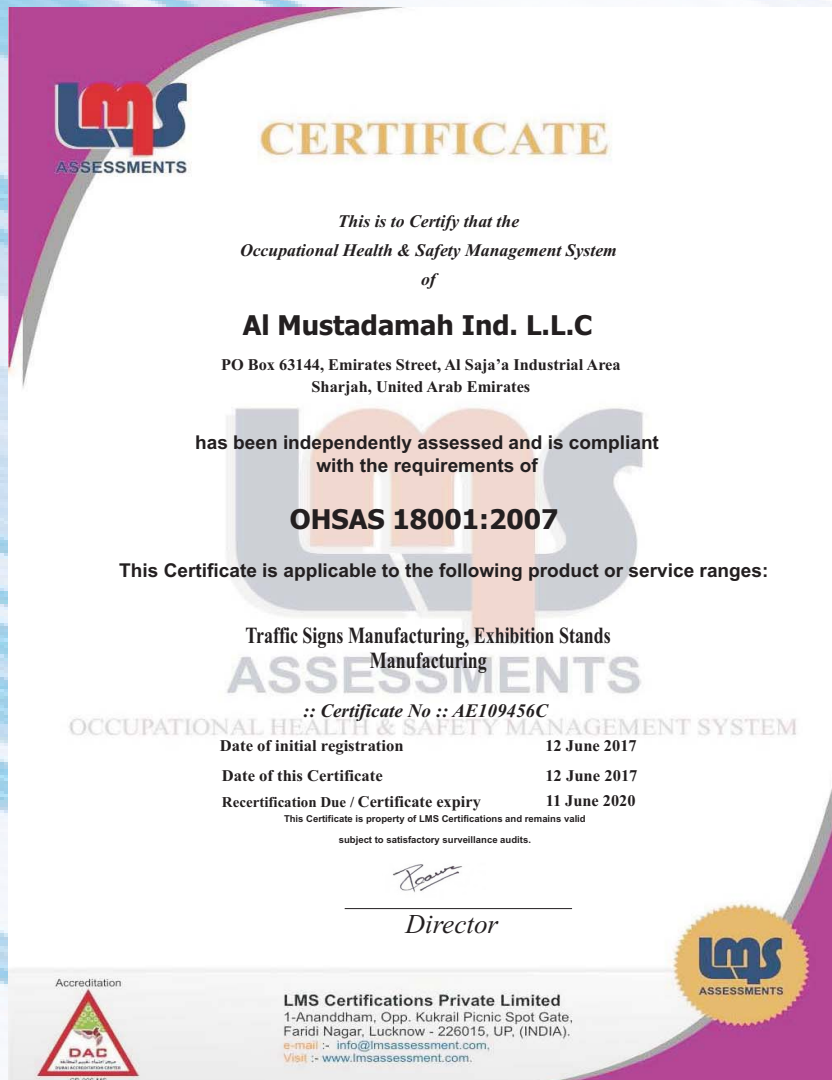 LMS
ASSESSMENTS
CERTIFICATE
This is to Certify that the
Occupational Health & Safety Management System
of
Al Mustadamah Ind. L.L.C
PO Box 63144, Emirates Street, Al Saja’a Industrial Area
Sharjah, United Arab Emirates
has been independently assessed and is compliant
with the requirements of
OHSAS 18001:2007
This Certificate is applicable to the following product or service ranges:
Traffic Signs Manufacturing, Exhibition Stands
Manufacturing
LMS
ASSESSMENTS
:: Certificate No :: AE109456C
OCCUPATIONAL HEALTH & SAFETY MANAGEMENT SYSTEM
Date of initial registration 12 June 2017
Date of this Certificate 12 June 2017
Recertification Due / Certificate expiry 11 June 2020
This Certificate is property of LMS Certifications and remains valid
subject to satisfactory surveillance audits.
Director
LMS
ASSESSMENTS
Accreditation
DAC
DUBAI ACCREDITATION CENTER
LMS Certifications Private Limited
1-Ananddham, Opp. Kukrail Picnic Spot Gate,
Faridi Nagar, Lucknow - 226015, UP, (INDIA).
e-mail :- info@lmsassessment.com,
Visit :- www.lmsassessment.com.